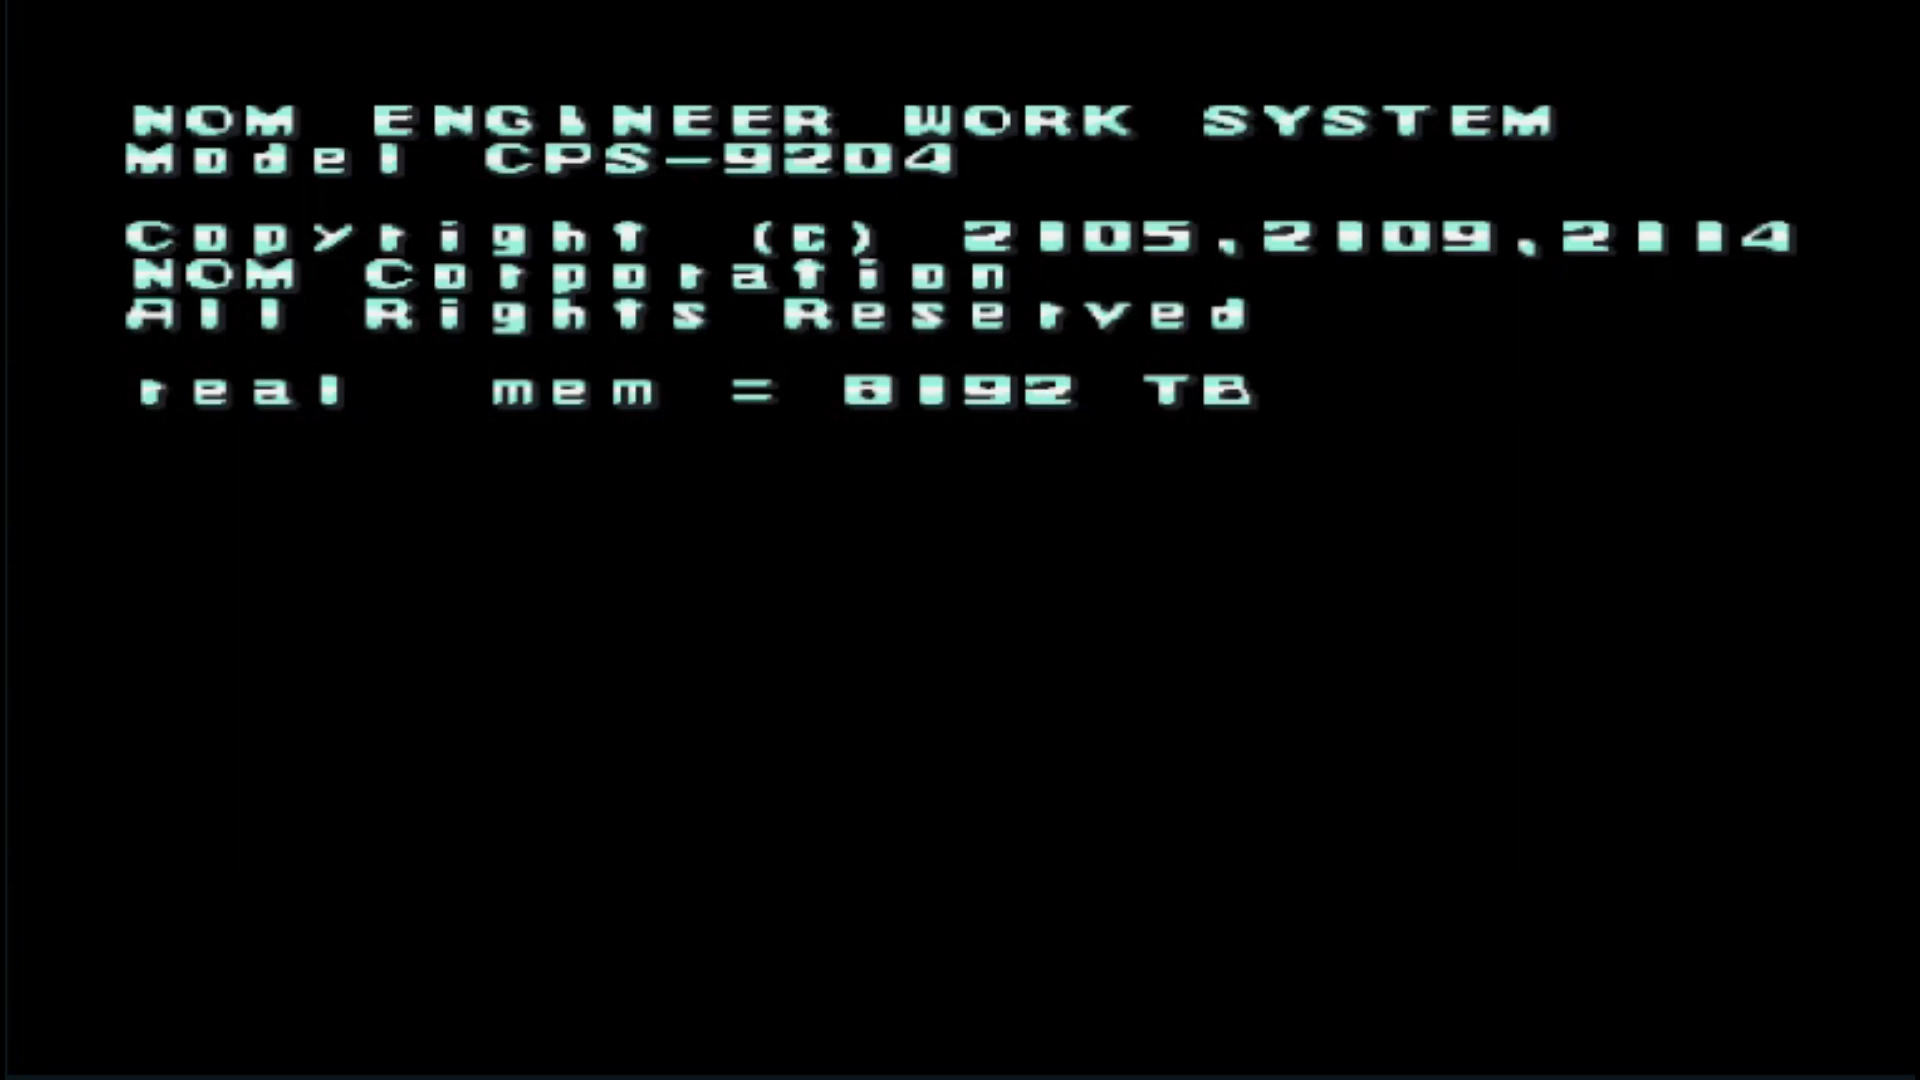 NOM ENGINEER WORK SYSTEM
Model CPS-9204
Copyright (c) 2105,2109,2114
NOM Corporation
All Rights Reserved
real mem = 8192 TB